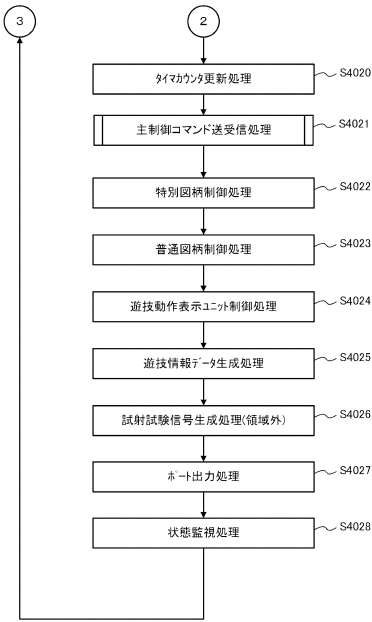 3
2
ﾀｲﾏｶｳﾝﾀ更新処理
S4020
主制御コマンド送受信処理
S4021
特別図柄制御処理
S4022
普通図柄制御処理
S4023
遊技動作表示ﾕﾆｯﾄ制御処理
S4024
遊技情報ﾃﾞｰﾀ生成処理
S4025
試射試験信号生成処理(領域外)
S4026
ﾎﾟｰﾄ出力処理
S4027
状態監視処理
S4028